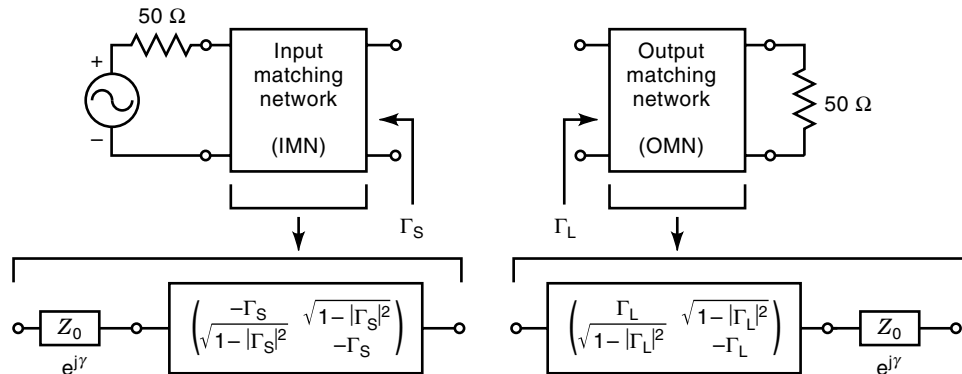 50 Ω
+
−
Input
matching
network
(IMN)
Γ_S
Output
matching
network
(OMN)
50 Ω
Γ_L
Z_0
e^{jγ}
−Γ_S √1−|Γ_S|^2
√1−|Γ_S|^2 −Γ_S
Γ_L √1−|Γ_L|^2
√1−|Γ_L|^2 −Γ_L
Z_0
e^{jγ}